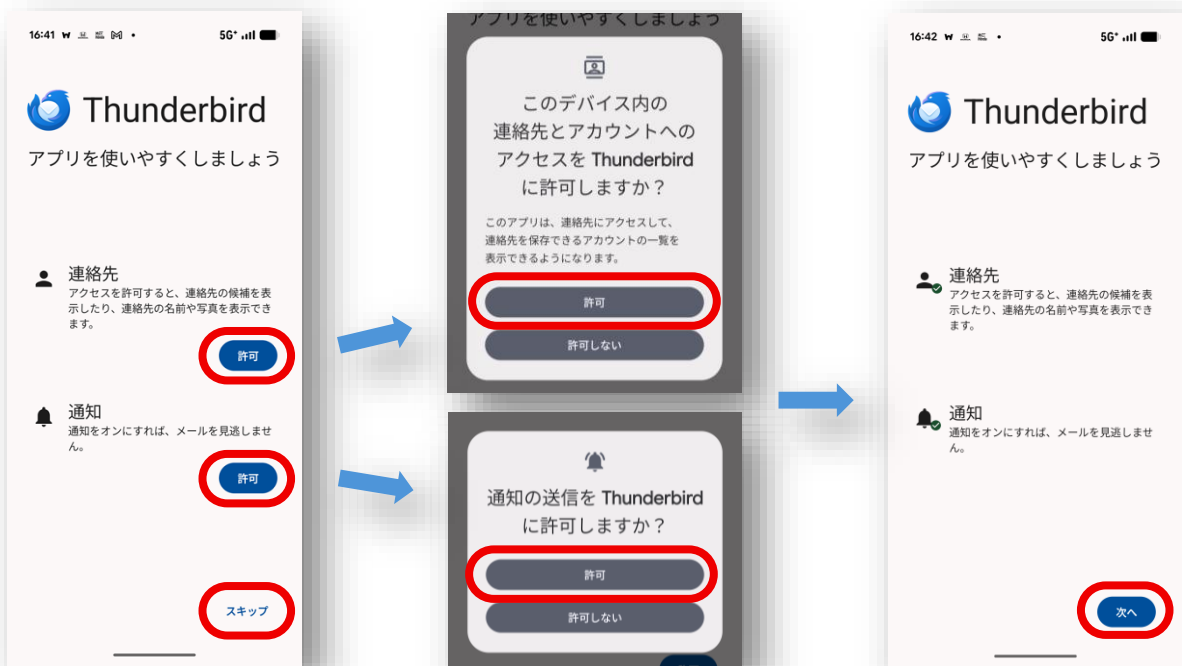 16:41
5G+
Thunderbird
アプリを使いやすくしましょう
連絡先
アクセスを許可すると、連絡先の候補を表
示したり、連絡先の名前や写真を表示でき
ます。
許可
通知
通知をオンにすれば、メールを見逃しませ
ん。
許可
スキップ
アプリを使いやすくしましょう
このデバイス内の
連絡先とアカウントへの
アクセスを Thunderbird
に許可しますか？
このアプリは、連絡先にアクセスして、
連絡先を保存できるアカウントの一覧を
表示できるようになります。
許可
許可しない
通知の送信を Thunderbird
に許可しますか？
許可
許可しない
16:42
5G+
Thunderbird
アプリを使いやすくしましょう
連絡先
アクセスを許可すると、連絡先の候補を表
示したり、連絡先の名前や写真を表示でき
ます。
通知
通知をオンにすれば、メールを見逃しませ
ん。
次へ